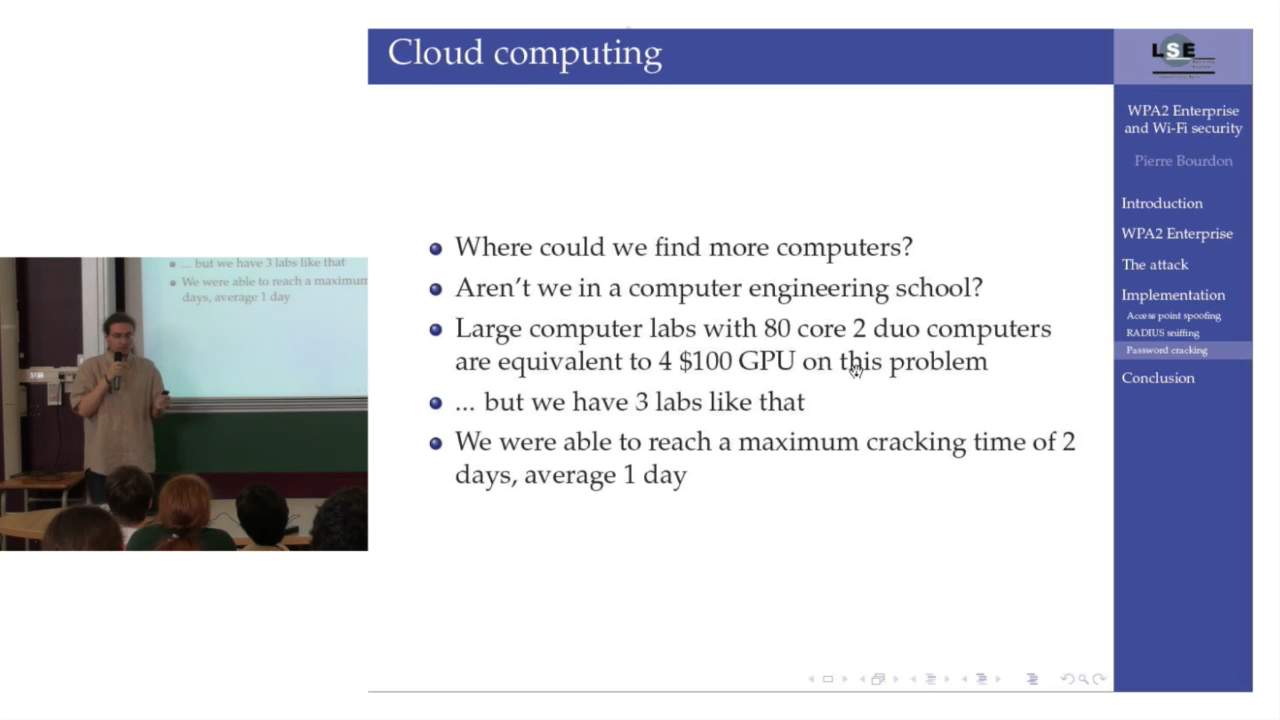 Cloud computing
Where could we find more computers?
Aren't we in a computer engineering school?
Large computer labs with 80 core 2 duo computers
are equivalent to 4 $100 GPU on this problem
... but we have 3 labs like that
We were able to reach a maximum cracking time of 2
days, average 1 day
LSE
WPA2 Enterprise
and Wi-Fi security
Pierre Bourdon
Introduction
WPA2 Enterprise
The attack
Implementation
Access point spoofing
RADIUS sniffing
Password cracking
Conclusion
... but we have 3 labs like that
We were able to reach a maximum
days, average 1 day